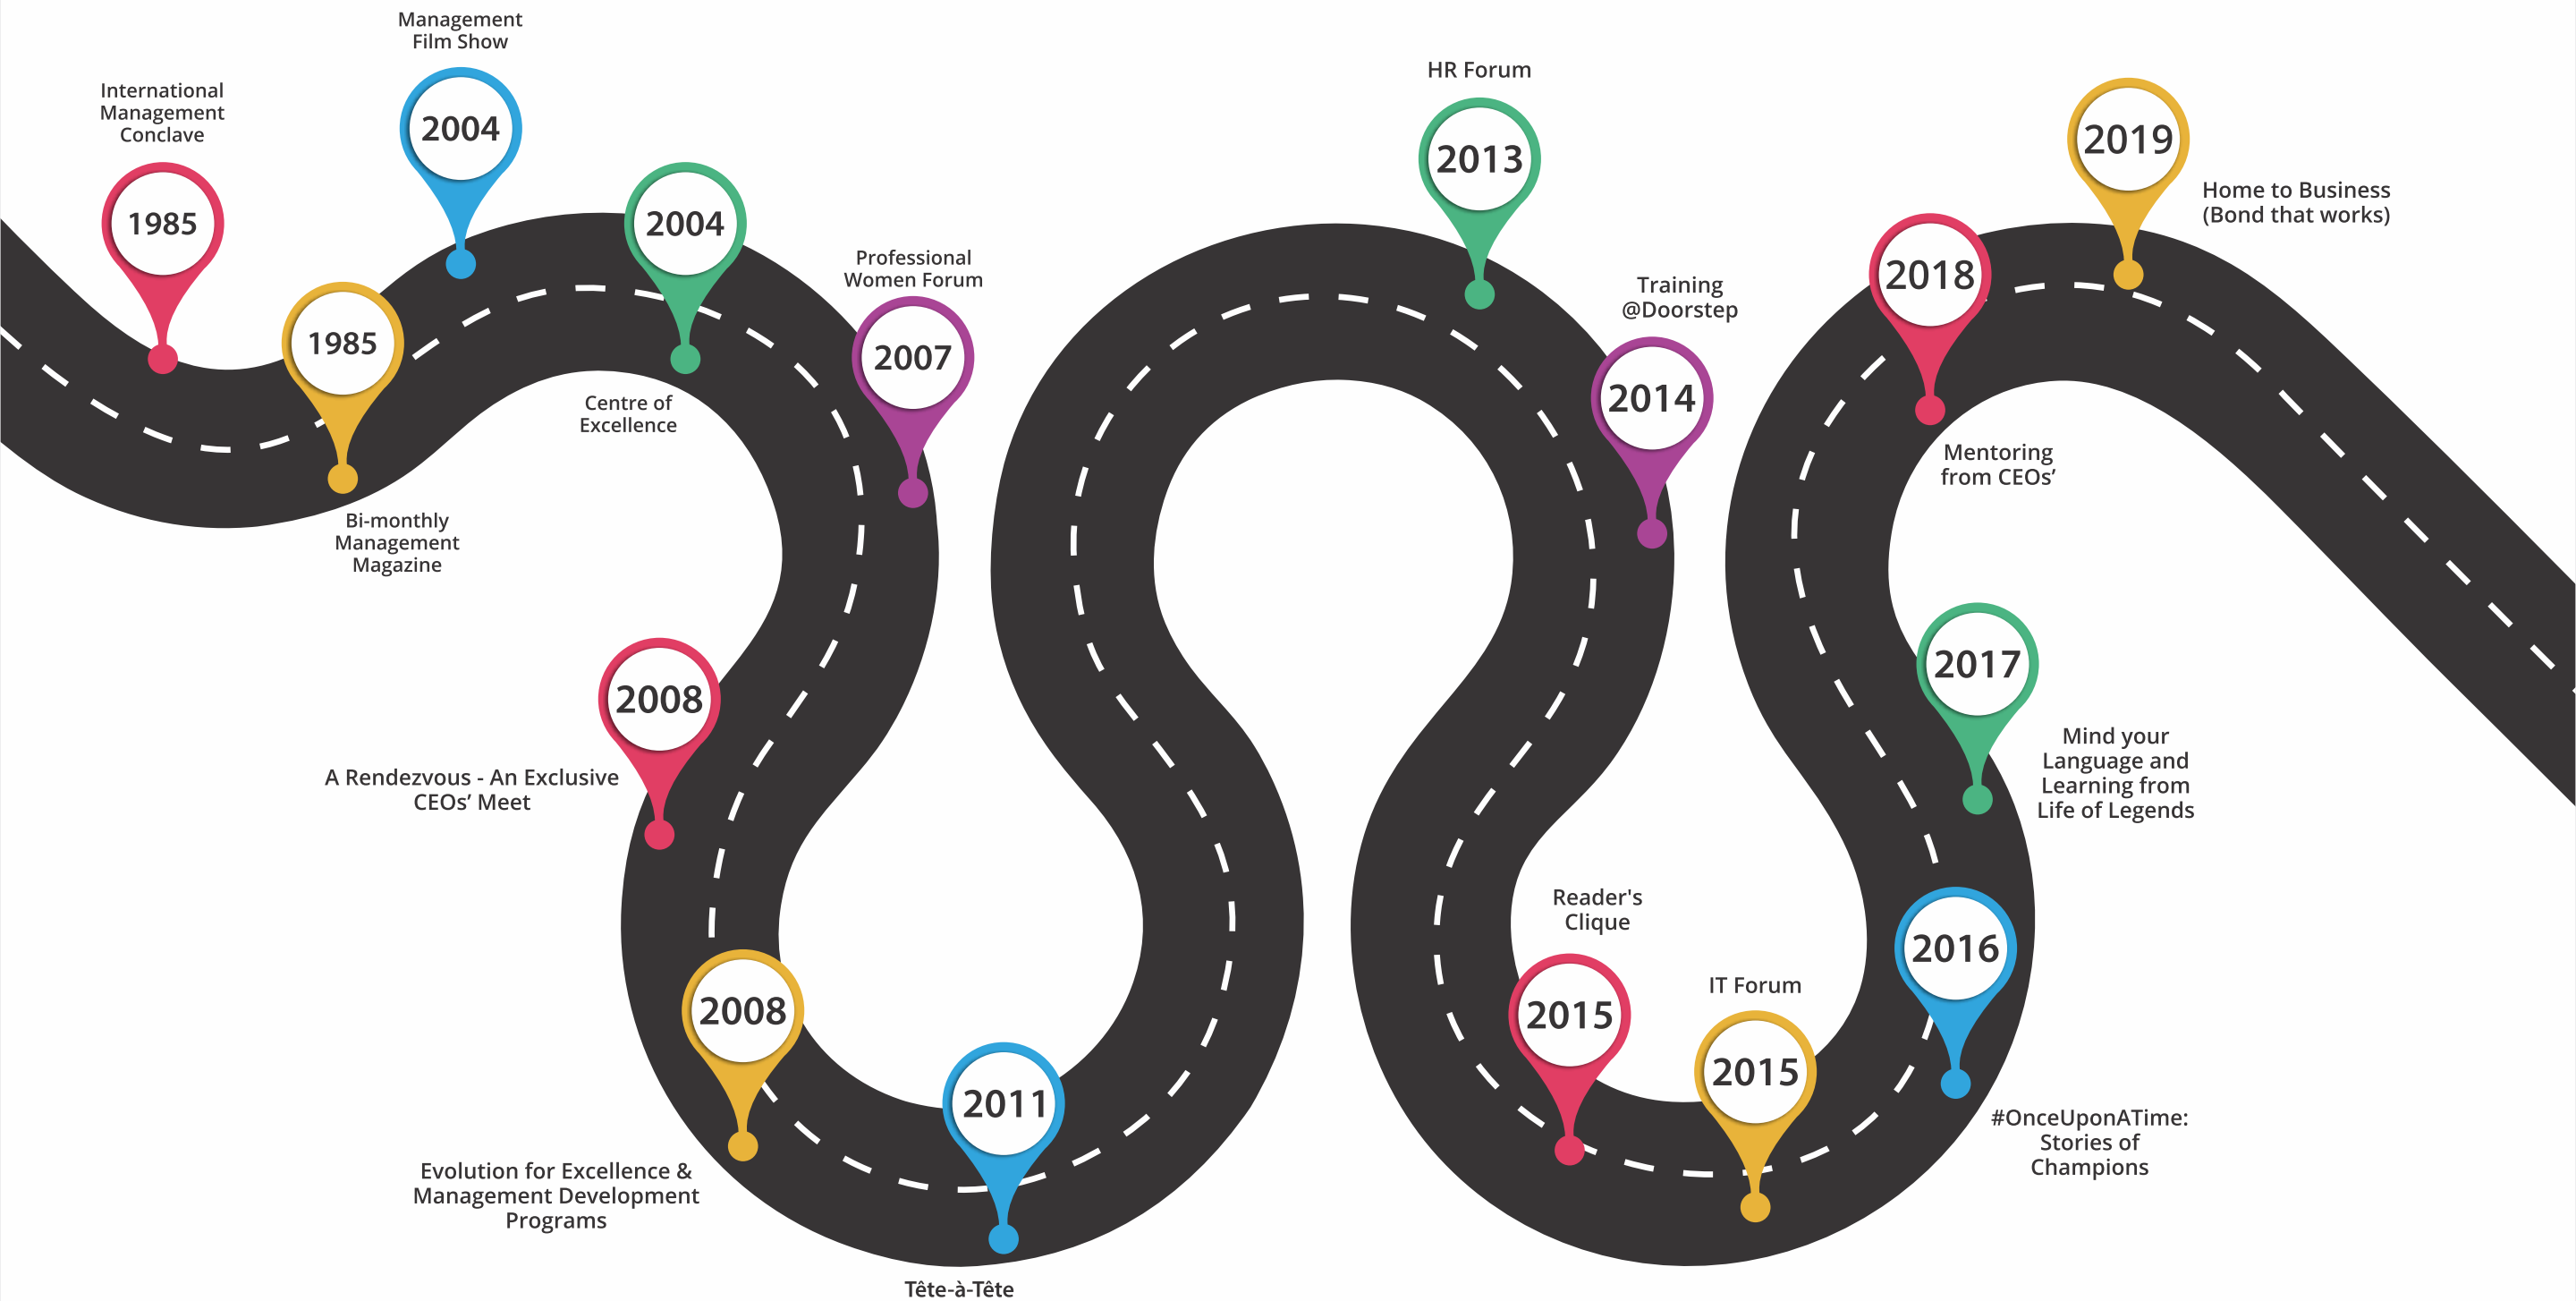 International
Management
Conclave
1985
1985
Bi-monthly
Management
Magazine
Management
Film Show
2004
2004
Centre of
Excellence
Professional
Women Forum
2007
2008
A Rendezvous - An Exclusive
CEOs’ Meet
2008
Evolution for Excellence &
Management Development
Programs
2011
Tête-à-Tête
HR Forum
2013
Training
@Doorstep
2014
Reader's
Clique
2015
IT Forum
2015
2016
#OnceUponATime:
Stories of
Champions
2017
Mind your
Language and
Learning from
Life of Legends
2018
Mentoring
from CEOs’
2019
Home to Business
(Bond that works)